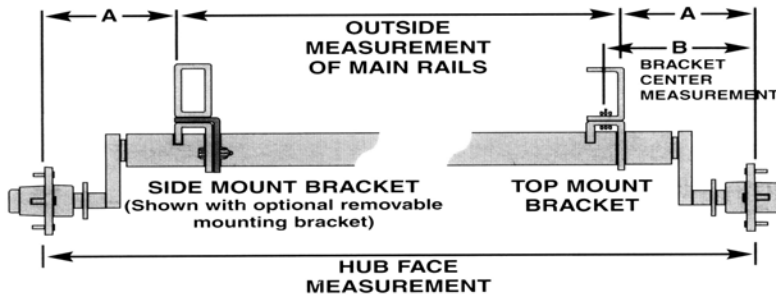 A
OUTSIDE
MEASUREMENT
OF MAIN RAILS
A
B
BRACKET
CENTER
MEASUREMENT
SIDE MOUNT BRACKET
(Shown with optional removable
mounting bracket)
TOP MOUNT
BRACKET
HUB FACE
MEASUREMENT